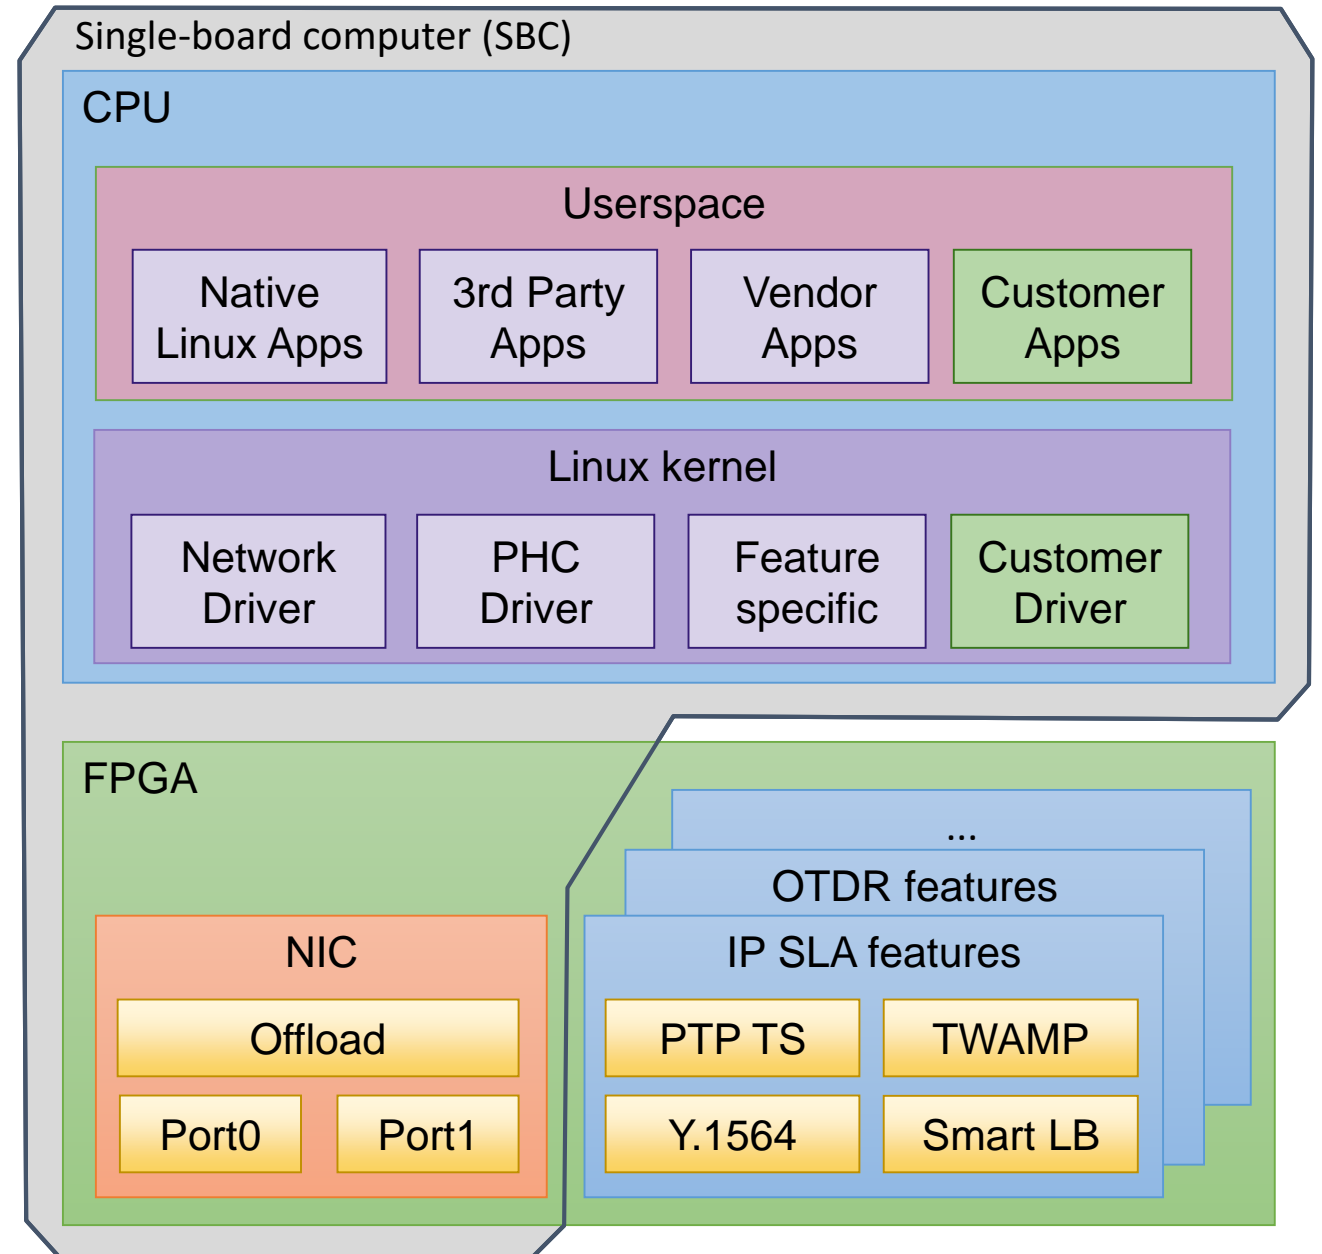 Single-board computer (SBC)
CPU
Userspace
Native
Linux Apps
3rd Party
Apps
Vendor
Apps
Customer
Apps
Linux kernel
Network
Driver
PHC
Driver
Feature
specific
Customer
Driver
FPGA
NIC
Offload
Port0
Port1
...
OTDR features
IP SLA features
PTP TS
TWAMP
Y.1564
Smart LB